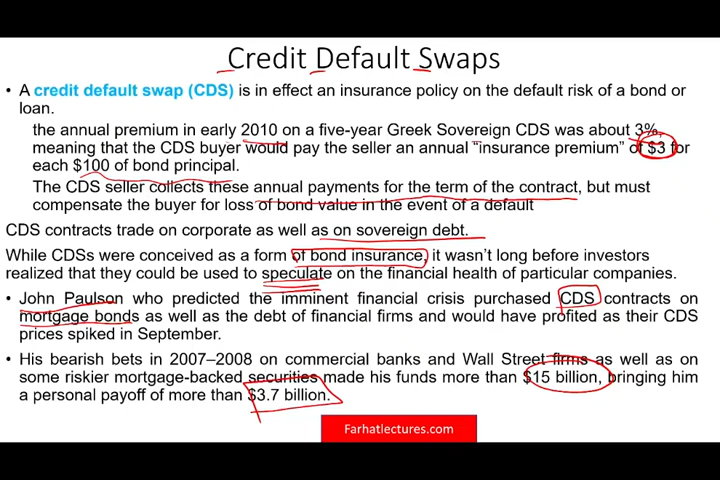 Credit Default Swaps
• A credit default swap (CDS) is in effect an insurance policy on the default risk of a bond or
loan.
the annual premium in early 2010 on a five-year Greek Sovereign CDS was about 3%,
meaning that the CDS buyer would pay the seller an annual “insurance premium” of $3 for
each $100 of bond principal.
The CDS seller collects these annual payments for the term of the contract, but must
compensate the buyer for loss of bond value in the event of a default
CDS contracts trade on corporate as well as on sovereign debt.
While CDSs were conceived as a form of bond insurance, it wasn’t long before investors
realized that they could be used to speculate on the financial health of particular companies.
• John Paulson who predicted the imminent financial crisis purchased CDS contracts on
mortgage bonds as well as the debt of financial firms and would have profited as their CDS
prices spiked in September.
• His bearish bets in 2007–2008 on commercial banks and Wall Street firms as well as on
some riskier mortgage-backed securities made his funds more than $15 billion, bringing him
a personal payoff of more than $3.7 billion.
Farhatlectures.com